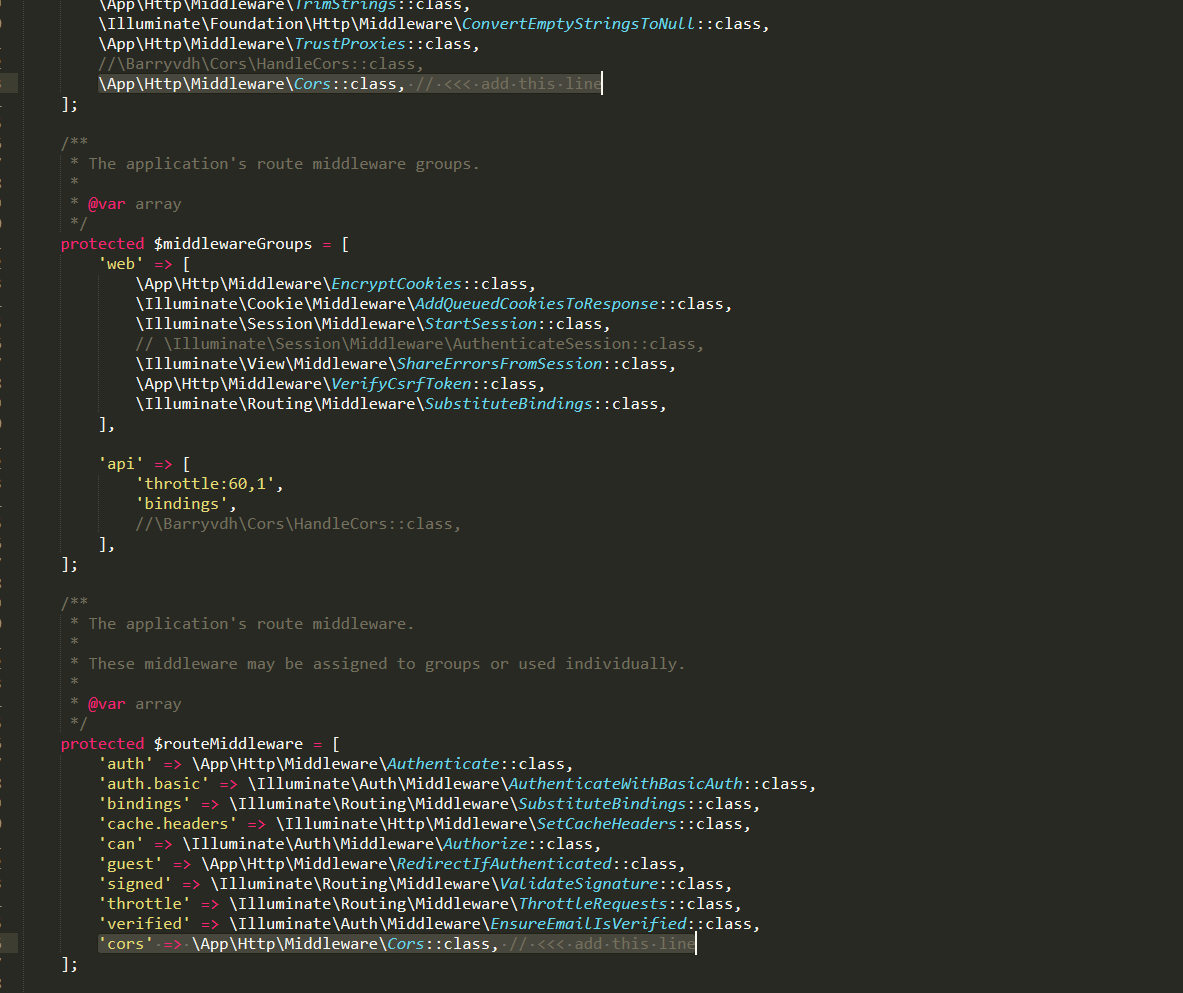 \App\Http\Middleware\TrimStrings::class,
\Illuminate\Foundation\Http\Middleware\ConvertEmptyStringsToNull::class,
\App\Http\Middleware\TrustProxies::class,
//\Barryvdh\Cors\HandleCors::class,
\App\Http\Middleware\Cors::class, // <<< add this line
];
/**
* The application's route middleware groups.
*
* @var array
*/
protected $middlewareGroups = [
'web' => [
\App\Http\Middleware\EncryptCookies::class,
\Illuminate\Cookie\Middleware\AddQueuedCookiesToResponse::class,
\Illuminate\Session\Middleware\StartSession::class,
// \Illuminate\Session\Middleware\AuthenticateSession::class,
\Illuminate\View\Middleware\ShareErrorsFromSession::class,
\App\Http\Middleware\VerifyCsrfToken::class,
\Illuminate\Routing\Middleware\SubstituteBindings::class,
],
'api' => [
'throttle:60,1',
'bindings',
//\Barryvdh\Cors\HandleCors::class,
],
];
/**
* The application's route middleware.
*
* These middleware may be assigned to groups or used individually.
*
* @var array
*/
protected $routeMiddleware = [
'auth' => \App\Http\Middleware\Authenticate::class,
'auth.basic' => \Illuminate\Auth\Middleware\AuthenticateWithBasicAuth::class,
'bindings' => \Illuminate\Routing\Middleware\SubstituteBindings::class,
'cache.headers' => \Illuminate\Http\Middleware\SetCacheHeaders::class,
'can' => \Illuminate\Auth\Middleware\Authorize::class,
'guest' => \App\Http\Middleware\RedirectIfAuthenticated::class,
'signed' => \Illuminate\Routing\Middleware\ValidateSignature::class,
'throttle' => \Illuminate\Routing\Middleware\ThrottleRequests::class,
'verified' => \Illuminate\Auth\Middleware\EnsureEmailIsVerified::class,
'cors' => \App\Http\Middleware\Cors::class, // <<< add this line
];